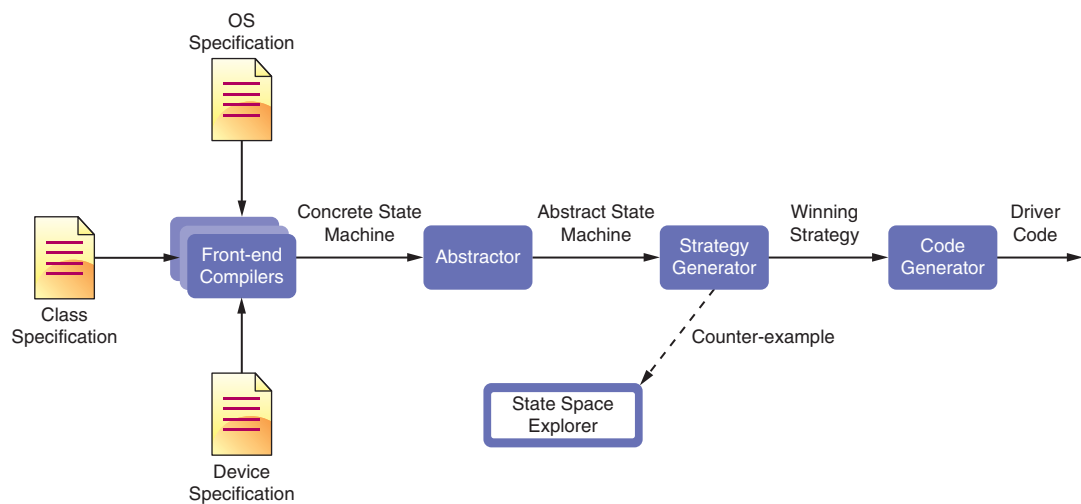 OS
Specification
Concrete State
Machine
Abstract State
Machine
Winning
Strategy
Driver
Code
Front-end
Compilers
Abstractor
Strategy
Generator
Code
Generator
Class
Specification
Counter-example
State Space
Explorer
Device
Specification